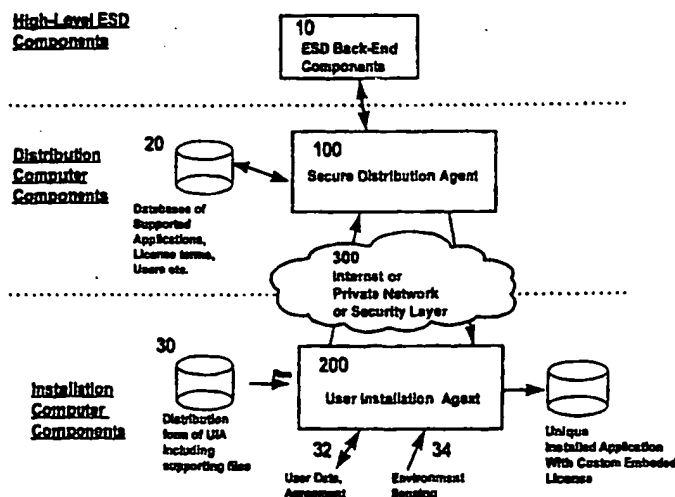 High-Level ESD
Components
10
ESD Back-End
Components
Distribution
Computer
Components
20
Databases of
Supported
Applications,
License terms,
Users etc.
100
Secure Distribution Agent
300
Internet or
Private Network
or Security Layer
Installation
Computer
Components
30
Distribution
form of UIA
including
supporting files
200
User Installation Agent
32
User Data,
Agreement
34
Environment
Sensing
Unique
Installed Application
With Custom Embeded
License